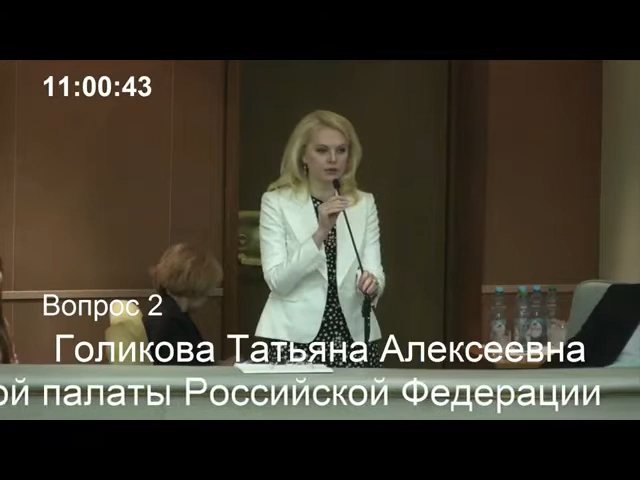 11:00:43
Вопрос 2
Голикова Татьяна Алексеевна
ой палаты Российской Федерации